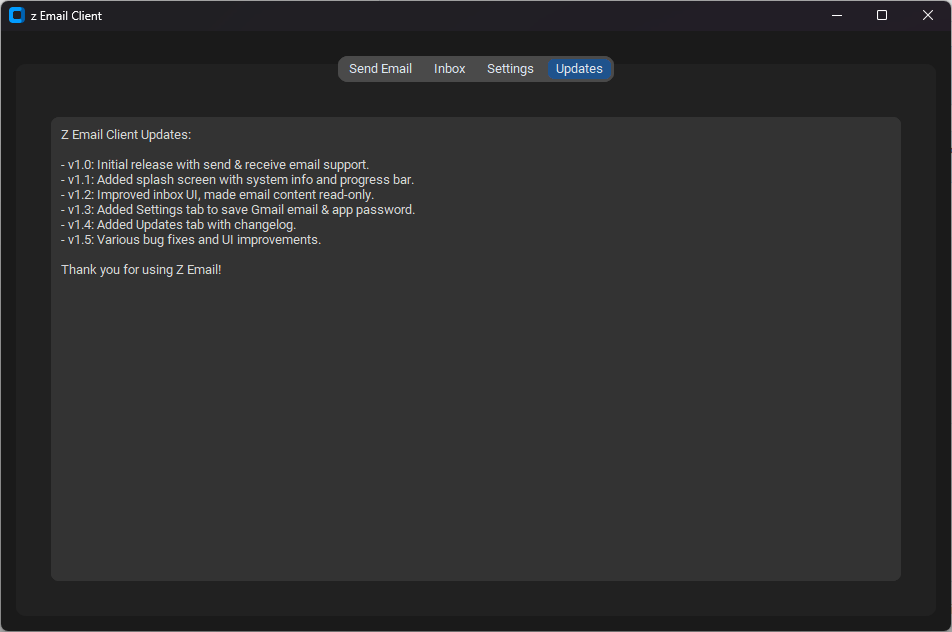 z Email Client
Send Email Inbox Settings Updates
Z Email Client Updates:
- v1.0: Initial release with send & receive email support.
- v1.1: Added splash screen with system info and progress bar.
- v1.2: Improved inbox UI, made email content read-only.
- v1.3: Added Settings tab to save Gmail email & app password.
- v1.4: Added Updates tab with changelog.
- v1.5: Various bug fixes and UI improvements.
Thank you for using Z Email!